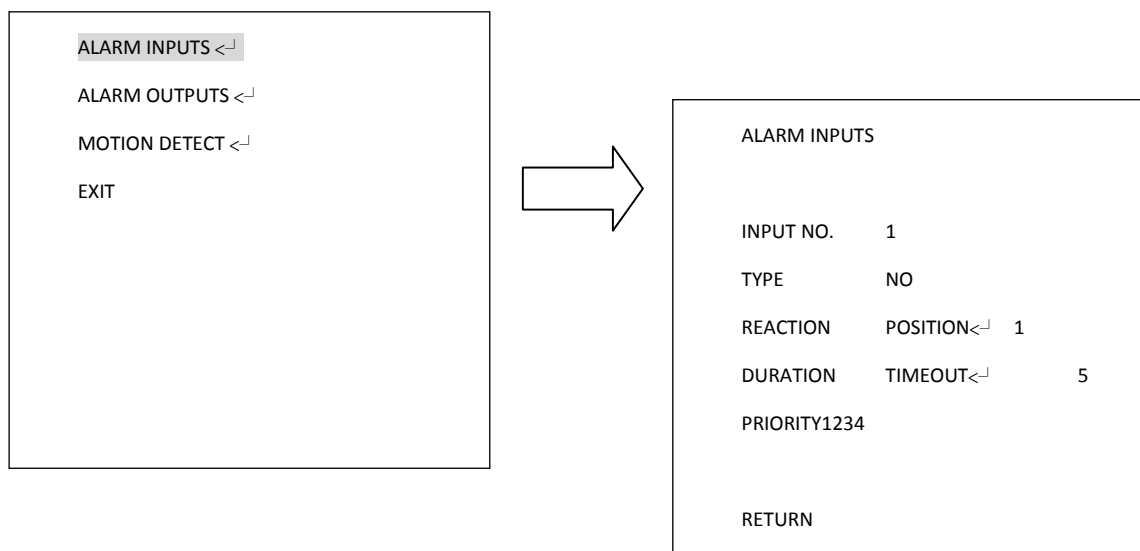 ALARM INPUTS <┘
ALARM OUTPUTS <┘
MOTION DETECT <┘
EXIT
ALARM INPUTS
INPUT NO. 1
TYPE NO
REACTION POSITION<┘ 1
DURATION TIMEOUT<┘ 5
PRIORITY1234
RETURN